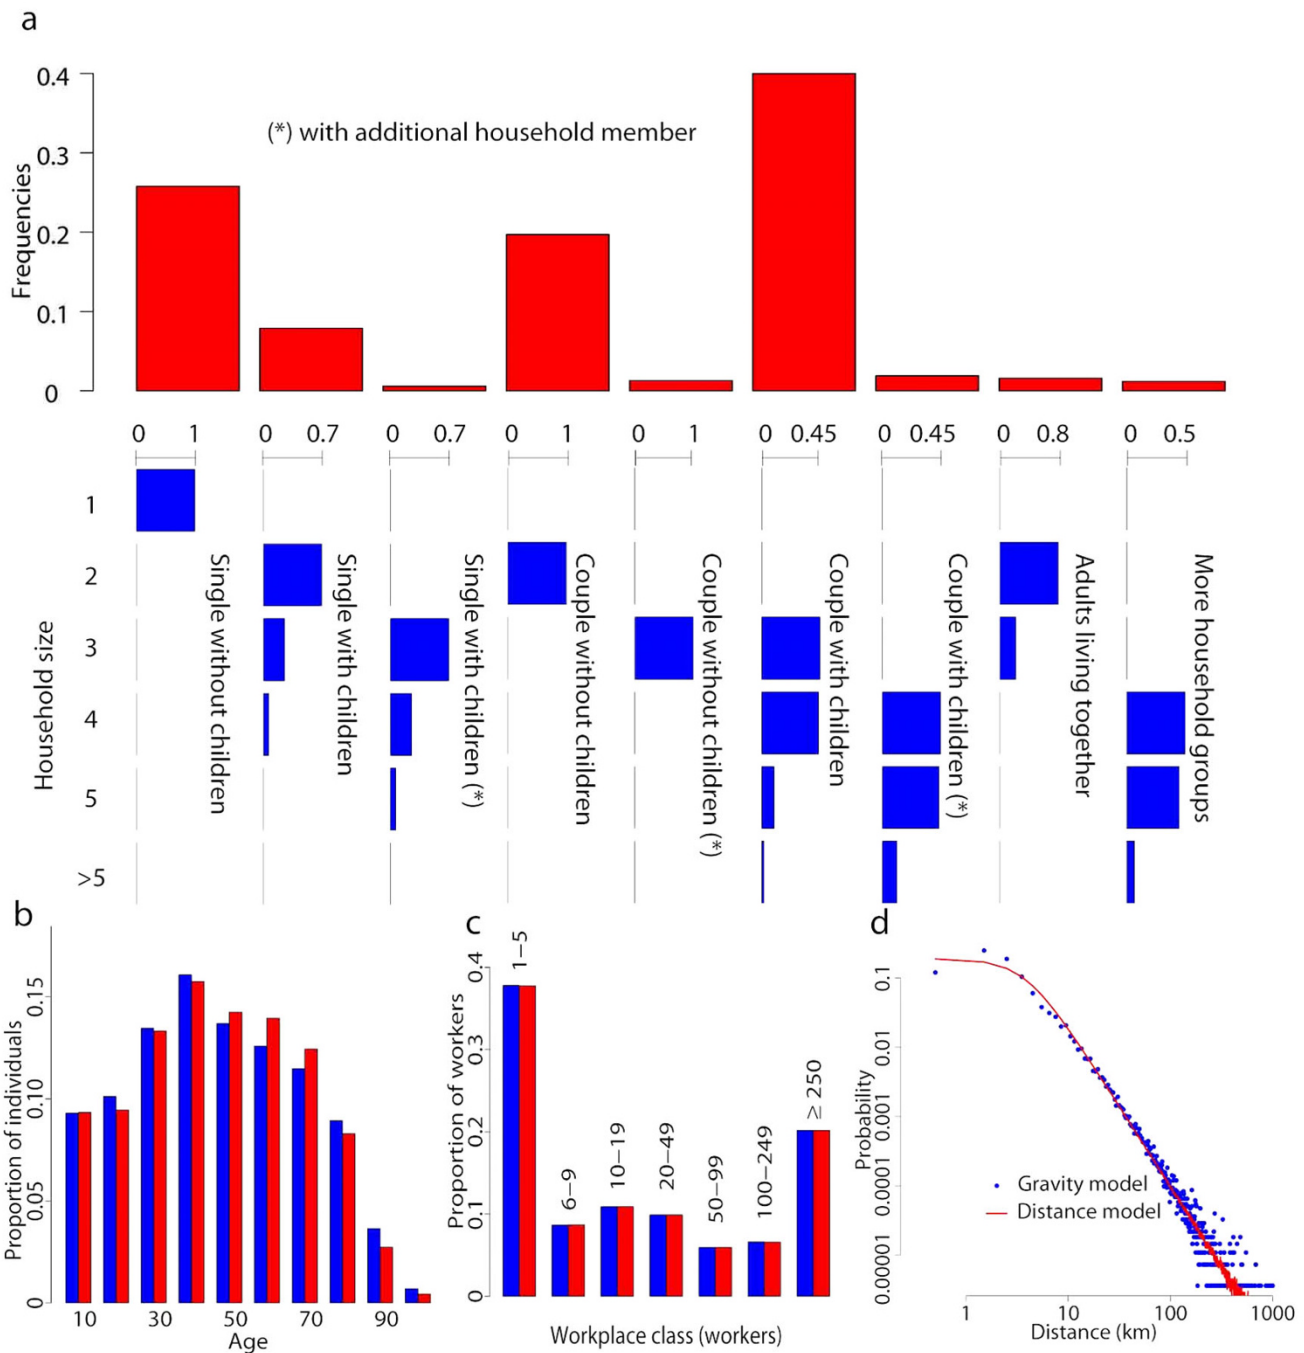 a
0.4
(*) with additional household member
0.3
0.2
0.1
0
Frequencies
0 1 0 0.7 0 0.7 0 1 0 1 0 0.45 0 0.45 0 0.8 0 0.5
1
2
3
4
5
>5
Household size
Single without children
Single with children
Single with children (*)
Couple without children
Couple without children (*)
Couple with children
Couple with children (*)
Adults living together
More household groups
b
0.15
0.10
0.05
0
Proportion of individuals
10 30 50 70 90
Age
c
0.4
0.3
0.2
0.1
0
Proportion of workers
1–5
6–9
10–19
20–49
50–99
100–249
≥ 250
Workplace class (workers)
d
0.1
0.01
0.001
0.0001
0.00001
Probability
Gravity model
Distance model
1 10 100 1000
Distance (km)